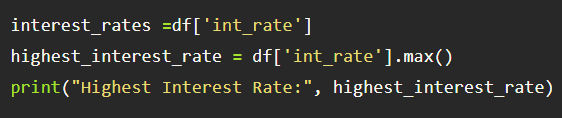 interest_rates =df['int_rate']
highest_interest_rate = df['int_rate'].max()
print("Highest Interest Rate:", highest_interest_rate)